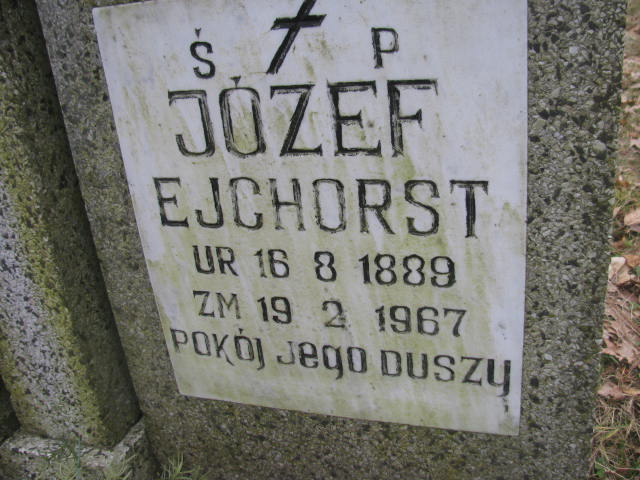 Ś P
JÓZEF
EJCHORST
UR 16 8 1889
ZM 19 2 1967
POKÓJ JEGO DUSZY